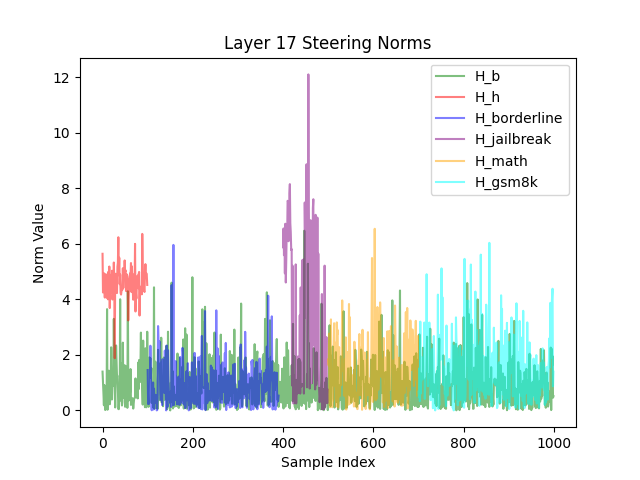 Layer 17 Steering Norms
12
10
8
6
4
2
0
Norm Value
0 200 400 600 800 1000
Sample Index
H_b
H_h
H_borderline
H_jailbreak
H_math
H_gsm8k